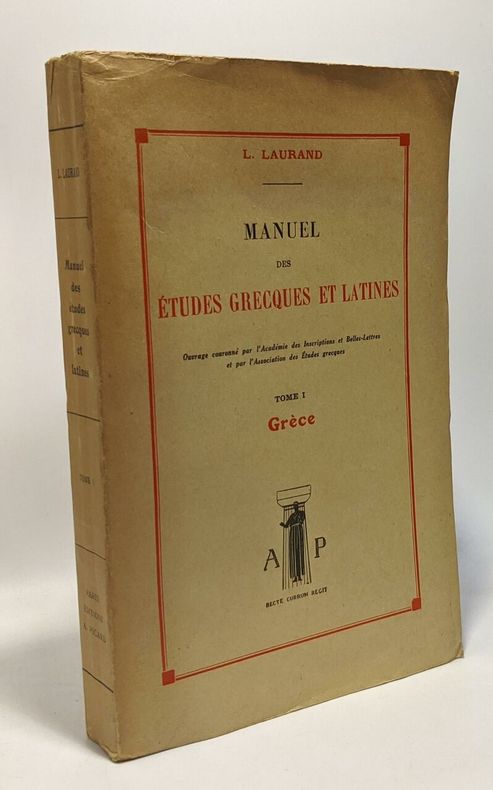 L. LAURAND
MANUEL
DES
ÉTUDES GRECQUES ET LATINES
Ouvrage couronné par l'Académie des Inscriptions et Belles-Lettres
et par l'Association des Études grecques
TOME I
Grèce
A P
RECTE CURRUM REGIT
L. LAURAND
Manuel
des
études
grecques
et
latines
TOME I
PARIS
EDITIONS
A. PICARD